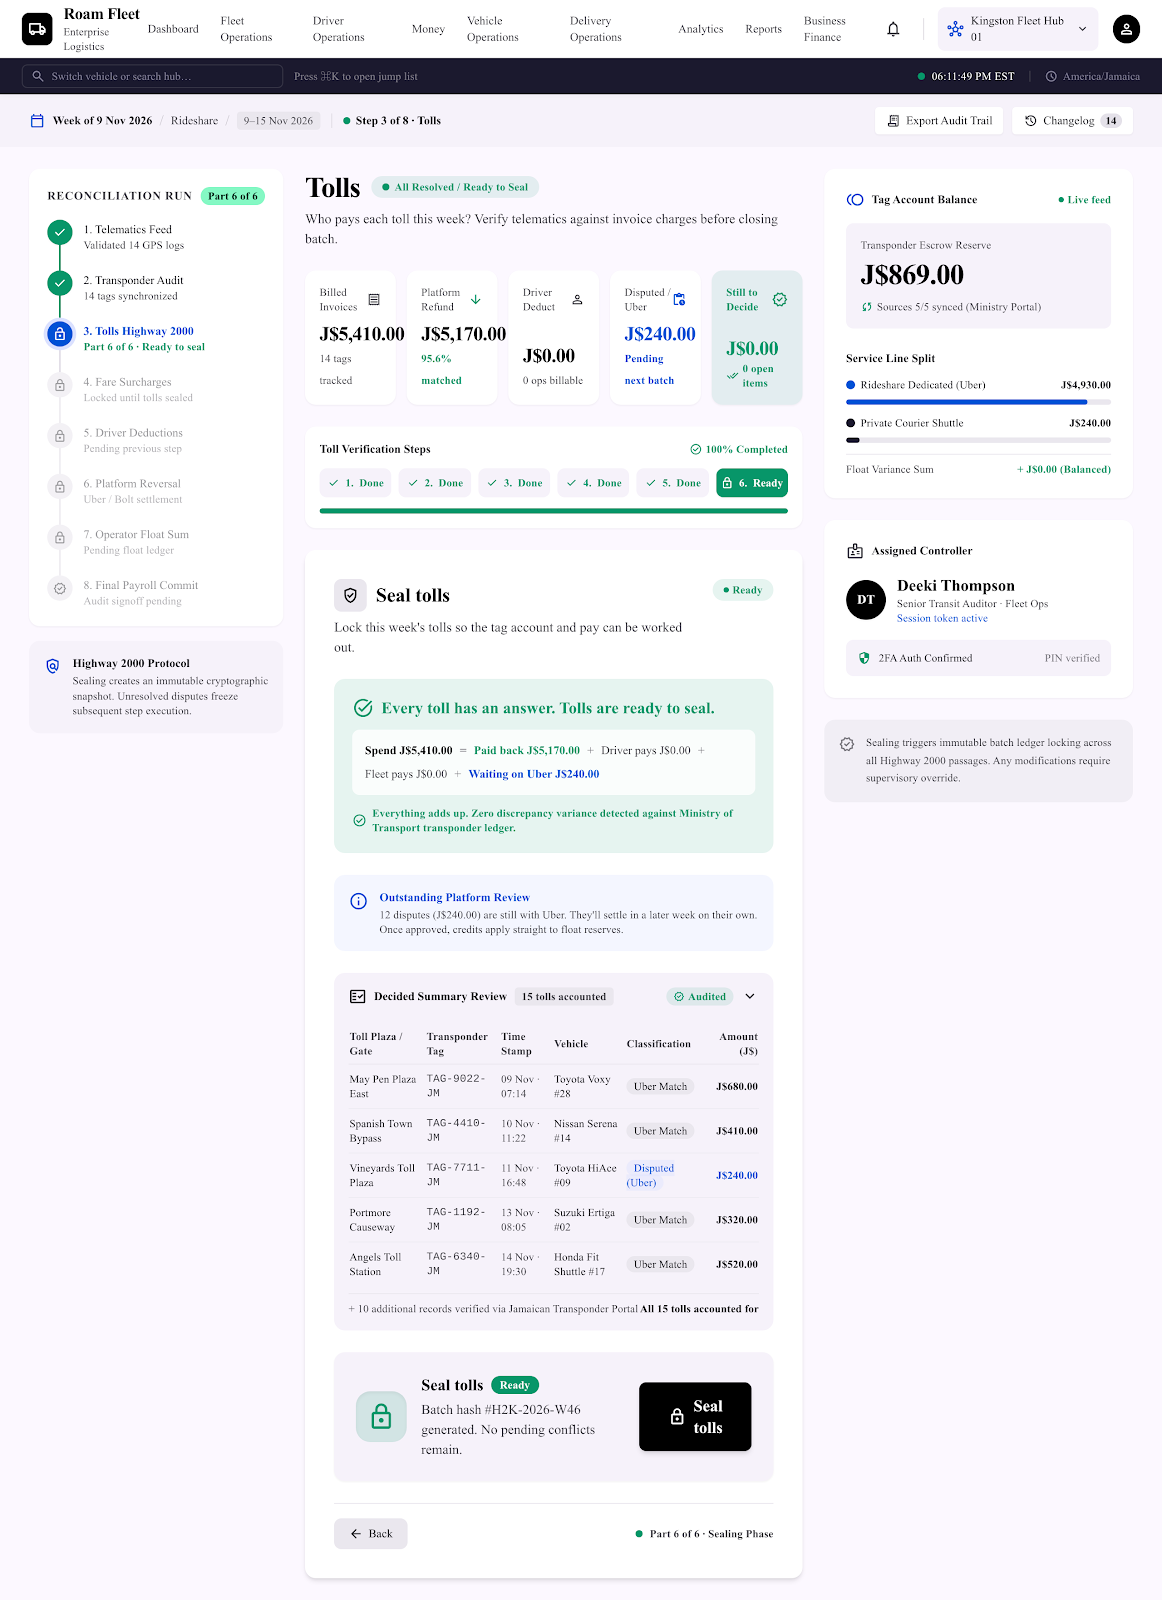 Roam Fleet
Enterprise
Logistics
Dashboard
Fleet
Operations
Driver
Operations
Money
Vehicle
Operations
Delivery
Operations
Analytics
Reports
Business
Finance
Kingston Fleet Hub
01
Switch vehicle or search hub…
Press ⌘K to open jump list
06:11:49 PM EST
America/Jamaica
Week of 9 Nov 2026 / Rideshare / 9–15 Nov 2026
Step 3 of 8 · Tolls
Export Audit Trail
Changelog 14
RECONCILIATION RUN
Part 6 of 6
1. Telematics Feed
Validated 14 GPS logs
2. Transponder Audit
14 tags synchronized
3. Tolls Highway 2000
Part 6 of 6 · Ready to seal
4. Fare Surcharges
Locked until tolls sealed
5. Driver Deductions
Pending previous step
6. Platform Reversal
Uber / Bolt settlement
7. Operator Float Sum
Pending float ledger
8. Final Payroll Commit
Audit signoff pending
Highway 2000 Protocol
Sealing creates an immutable cryptographic
snapshot. Unresolved disputes freeze
subsequent step execution.
Tolls
All Resolved / Ready to Seal
Who pays each toll this week? Verify telematics against invoice charges before closing
batch.
Billed
Invoices
J$5,410.00
14 tags
tracked
Platform
Refund
J$5,170.00
95.6%
matched
Driver
Deduct
J$0.00
0 ops billable
Disputed /
Uber
J$240.00
Pending
next batch
Still to
Decide
J$0.00
0 open
items
Toll Verification Steps
100% Completed
1. Done
2. Done
3. Done
4. Done
5. Done
6. Ready
Seal tolls
Ready
Lock this week's tolls so the tag account and pay can be worked
out.
Every toll has an answer. Tolls are ready to seal.
Spend J$5,410.00 = Paid back J$5,170.00 + Driver pays J$0.00 +
Fleet pays J$0.00 + Waiting on Uber J$240.00
Everything adds up. Zero discrepancy variance detected against Ministry of
Transport transponder ledger.
Outstanding Platform Review
12 disputes (J$240.00) are still with Uber. They'll settle in a later week on their own.
Once approved, credits apply straight to float reserves.
Decided Summary Review
15 tolls accounted
Audited
Toll Plaza /
Gate
Transponder
Tag
Time
Stamp
Vehicle
Classification
Amount
(J$)
May Pen Plaza
East
TAG-9022-
JM
09 Nov ·
07:14
Toyota Voxy
#28
Uber Match
J$680.00
Spanish Town
Bypass
TAG-4410-
JM
10 Nov ·
11:22
Nissan Serena
#14
Uber Match
J$410.00
Vineyards Toll
Plaza
TAG-7711-
JM
11 Nov ·
16:48
Toyota HiAce
#09
Disputed
(Uber)
J$240.00
Portmore
Causeway
TAG-1192-
JM
13 Nov ·
08:05
Suzuki Ertiga
#02
Uber Match
J$320.00
Angels Toll
Station
TAG-6340-
JM
14 Nov ·
19:30
Honda Fit
Shuttle #17
Uber Match
J$520.00
+ 10 additional records verified via Jamaican Transponder Portal
All 15 tolls accounted for
Seal tolls
Ready
Batch hash #H2K-2026-W46
generated. No pending conflicts
remain.
Seal
tolls
Back
Part 6 of 6 · Sealing Phase
Tag Account Balance
Live feed
Transponder Escrow Reserve
J$869.00
Sources 5/5 synced (Ministry Portal)
Service Line Split
Rideshare Dedicated (Uber)
J$4,930.00
Private Courier Shuttle
J$240.00
Float Variance Sum
+ J$0.00 (Balanced)
Assigned Controller
DT
Deeki Thompson
Senior Transit Auditor · Fleet Ops
Session token active
2FA Auth Confirmed
PIN verified
Sealing triggers immutable batch ledger locking across
all Highway 2000 passages. Any modifications require
supervisory override.